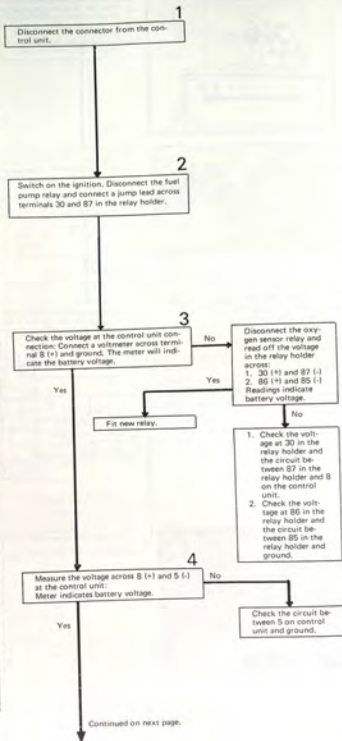 1
Disconnect the connector from the con-
trol unit.
2
Switch on the ignition. Disconnect the fuel
pump relay and connect a jump lead across
terminals 30 and 87 in the relay holder.
3
Check the voltage at the control unit con-
nection: Connect a voltmeter across termi-
nal 8 (+) and ground. The meter will indi-
cate the battery voltage.
No
Disconnect the oxy-
gen sensor relay and
read off the voltage
in the relay holder
across:
1. 30 (+) and 87 (-)
2. 86 (+) and 85 (-)
Readings indicate
battery voltage.
Yes
Yes
Fit new relay.
No
1. Check the volt-
age at 30 in the
relay holder and
the circuit be-
tween 87 in the
relay holder and 8
on the control
unit.
2. Check the volt-
age at 86 in the
relay holder and
the circuit be-
tween 85 in the
relay holder and
ground.
4
Measure the voltage across 8 (+) and 5 (-)
at the control unit:
Meter indicates battery voltage.
No
Yes
Check the circuit be-
tween 5 on control
unit and ground.
Continued on next page.